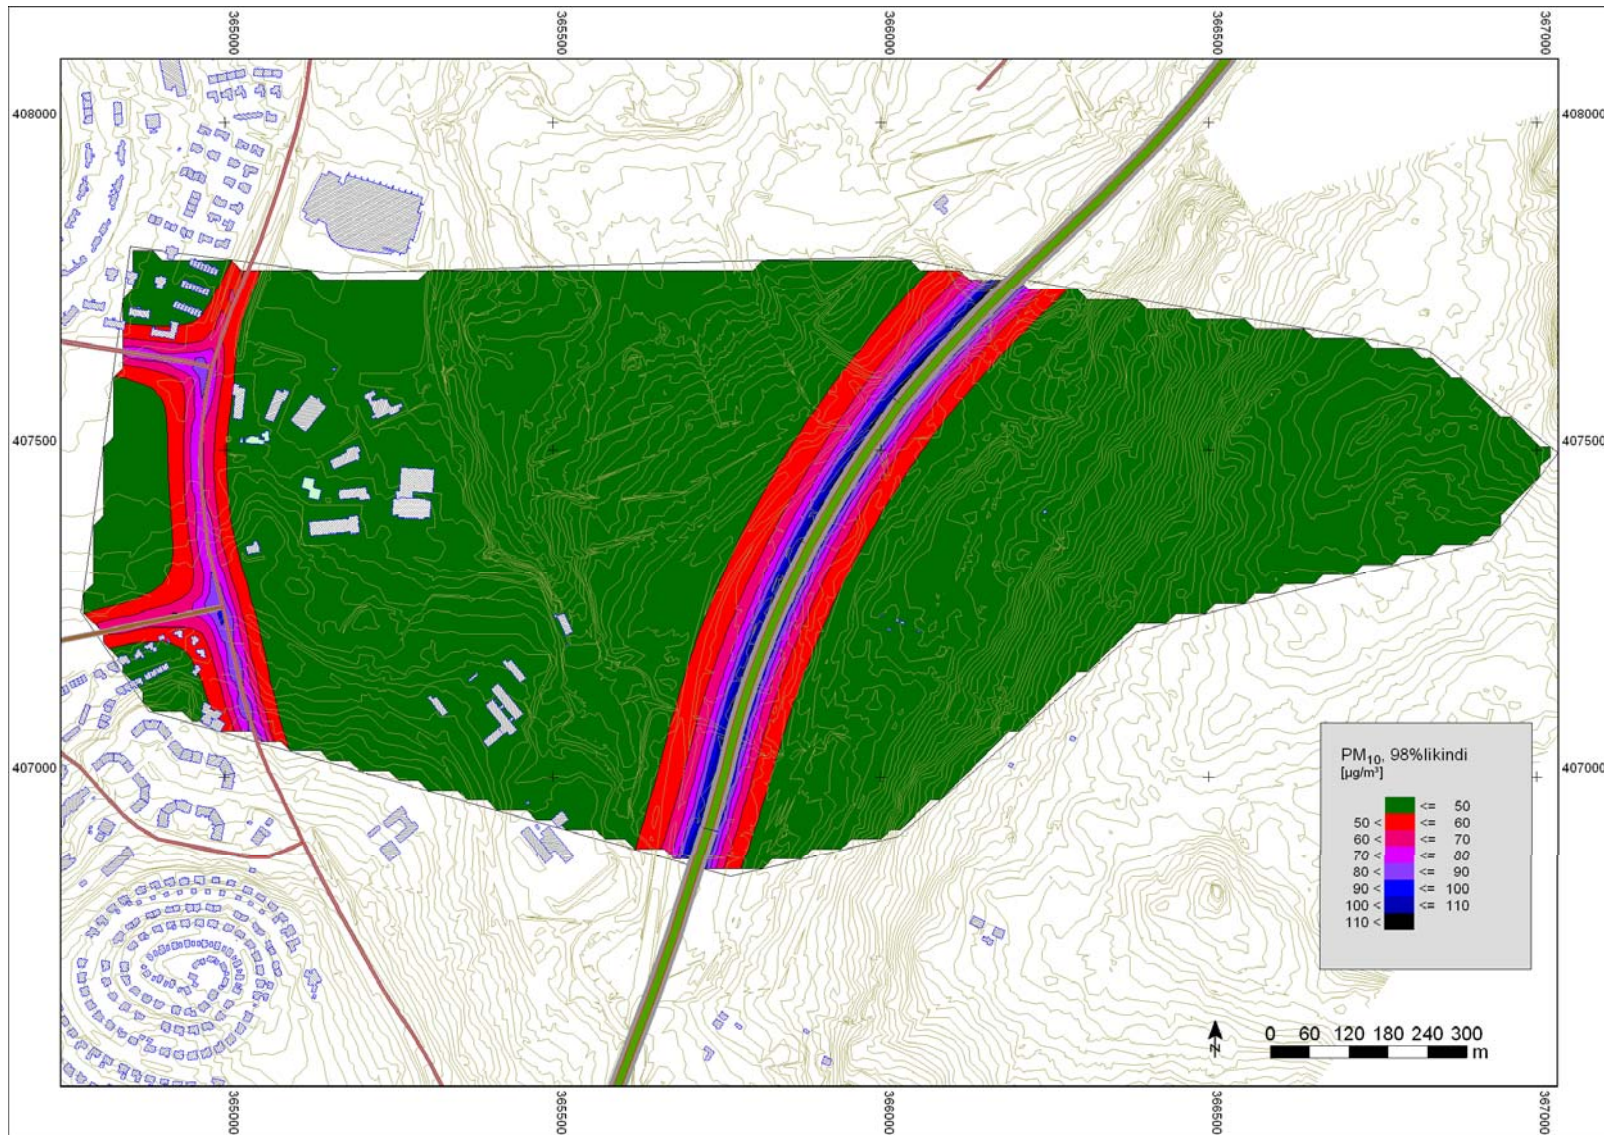 365000 365500 366000 366500 367000
408000 408000
407500 407500
407000 407000
PM₁₀, 98%likindi
[µg/m³]
<= 50
50 < <= 60
60 < <= 70
70 < <= 80
80 < <= 90
90 < <= 100
100 < <= 110
110 <
N
0 60 120 180 240 300
m
365000 365500 366000 366500 367000